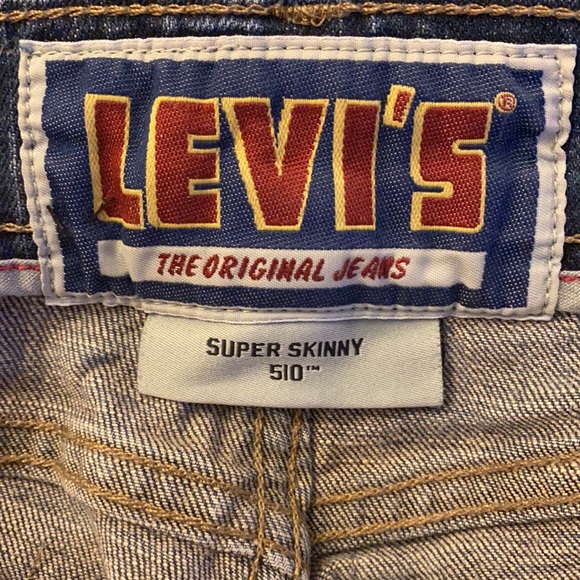 LEVI'S®
THE ORIGINAL JEANS
SUPER SKINNY
510™